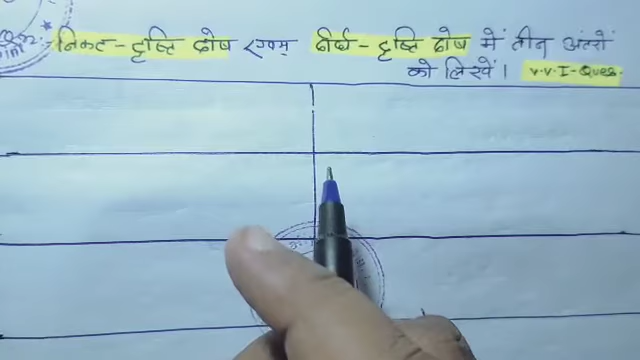 निकट-दृष्टि दोष एवम् दीर्घ-दृष्टि दोष में तीन अंतरों
को लिखें। V.V.I-Ques.